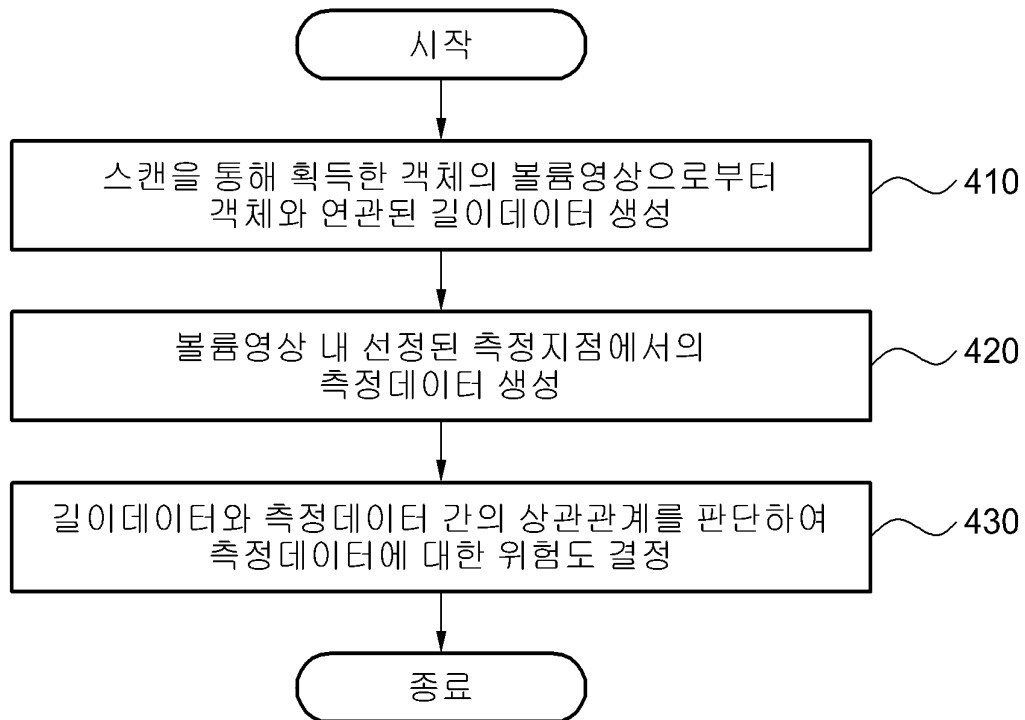 시작
스캔을 통해 획득한 객체의 볼륨영상으로부터
객체와 연관된 길이데이터 생성
410
볼륨영상 내 선정된 측정지점에서의
측정데이터 생성
420
길이데이터와 측정데이터 간의 상관관계를 판단하여
측정데이터에 대한 위험도 결정
430
종료